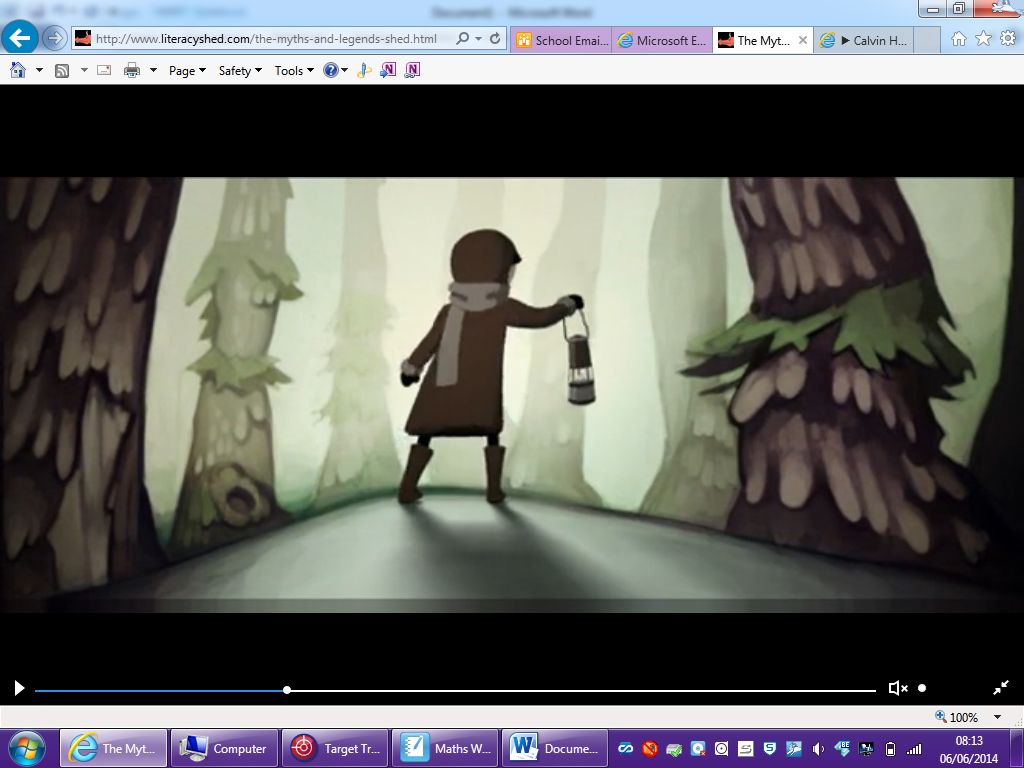 Document1 - Microsoft Word
http://www.literacyshed.com/the-myths-and-legends-shed.html
School Emai...
Microsoft E...
The Myt...
► Calvin H...
Page
Safety
Tools
100%
The Myt...
Computer
Target Tr...
Maths W...
Docume...
08:13
06/06/2014